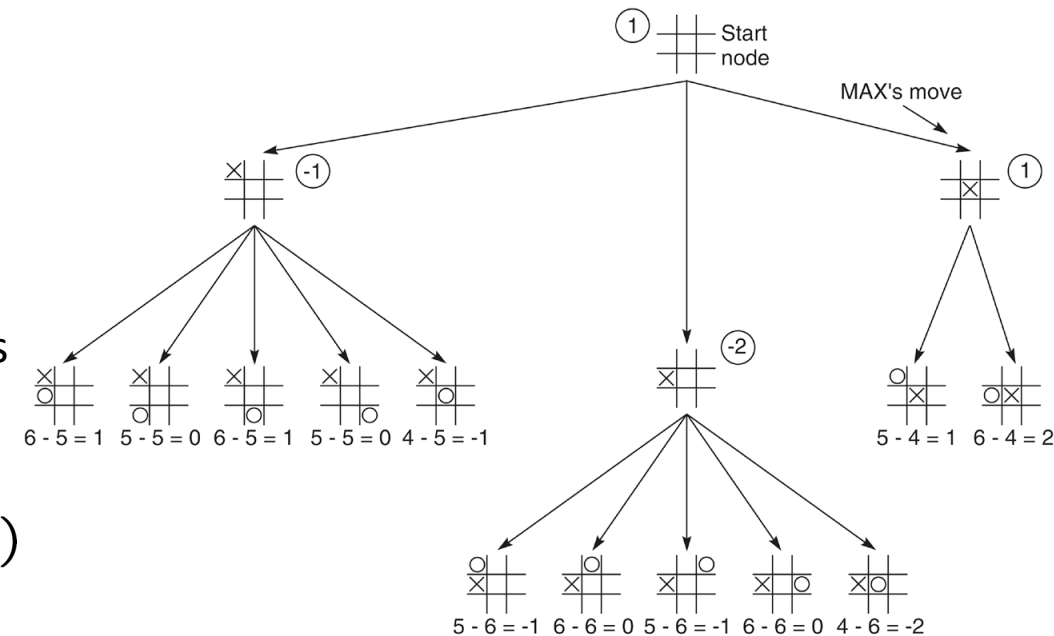 1 Start
node
MAX's move
-1
1
s
-2
6 - 5 = 1 5 - 5 = 0 6 - 5 = 1 5 - 5 = 0 4 - 5 = -1
5 - 4 = 1 6 - 4 = 2
)
5 - 6 = -1 6 - 6 = 0 5 - 6 = -1 6 - 6 = 0 4 - 6 = -2